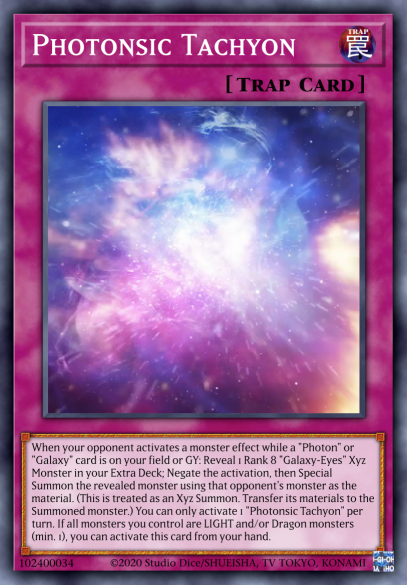 Photonsic Tachyon
TRAP
罠
[Trap Card]
When your opponent activates a monster effect while a "Photon" or
"Galaxy" card is on your field or GY: Reveal 1 Rank 8 "Galaxy-Eyes" Xyz
Monster in your Extra Deck; Negate the activation, then Special
Summon the revealed monster using that opponent's monster as the
material. (This is treated as an Xyz Summon. Transfer its materials to the
Summoned monster.) You can only activate 1 "Photonsic Tachyon" per
turn. If all monsters you control are LIGHT and/or Dragon monsters
(min. 1), you can activate this card from your hand.
102400034 ©2020 Studio Dice/SHUEISHA, TV TOKYO, KONAMI